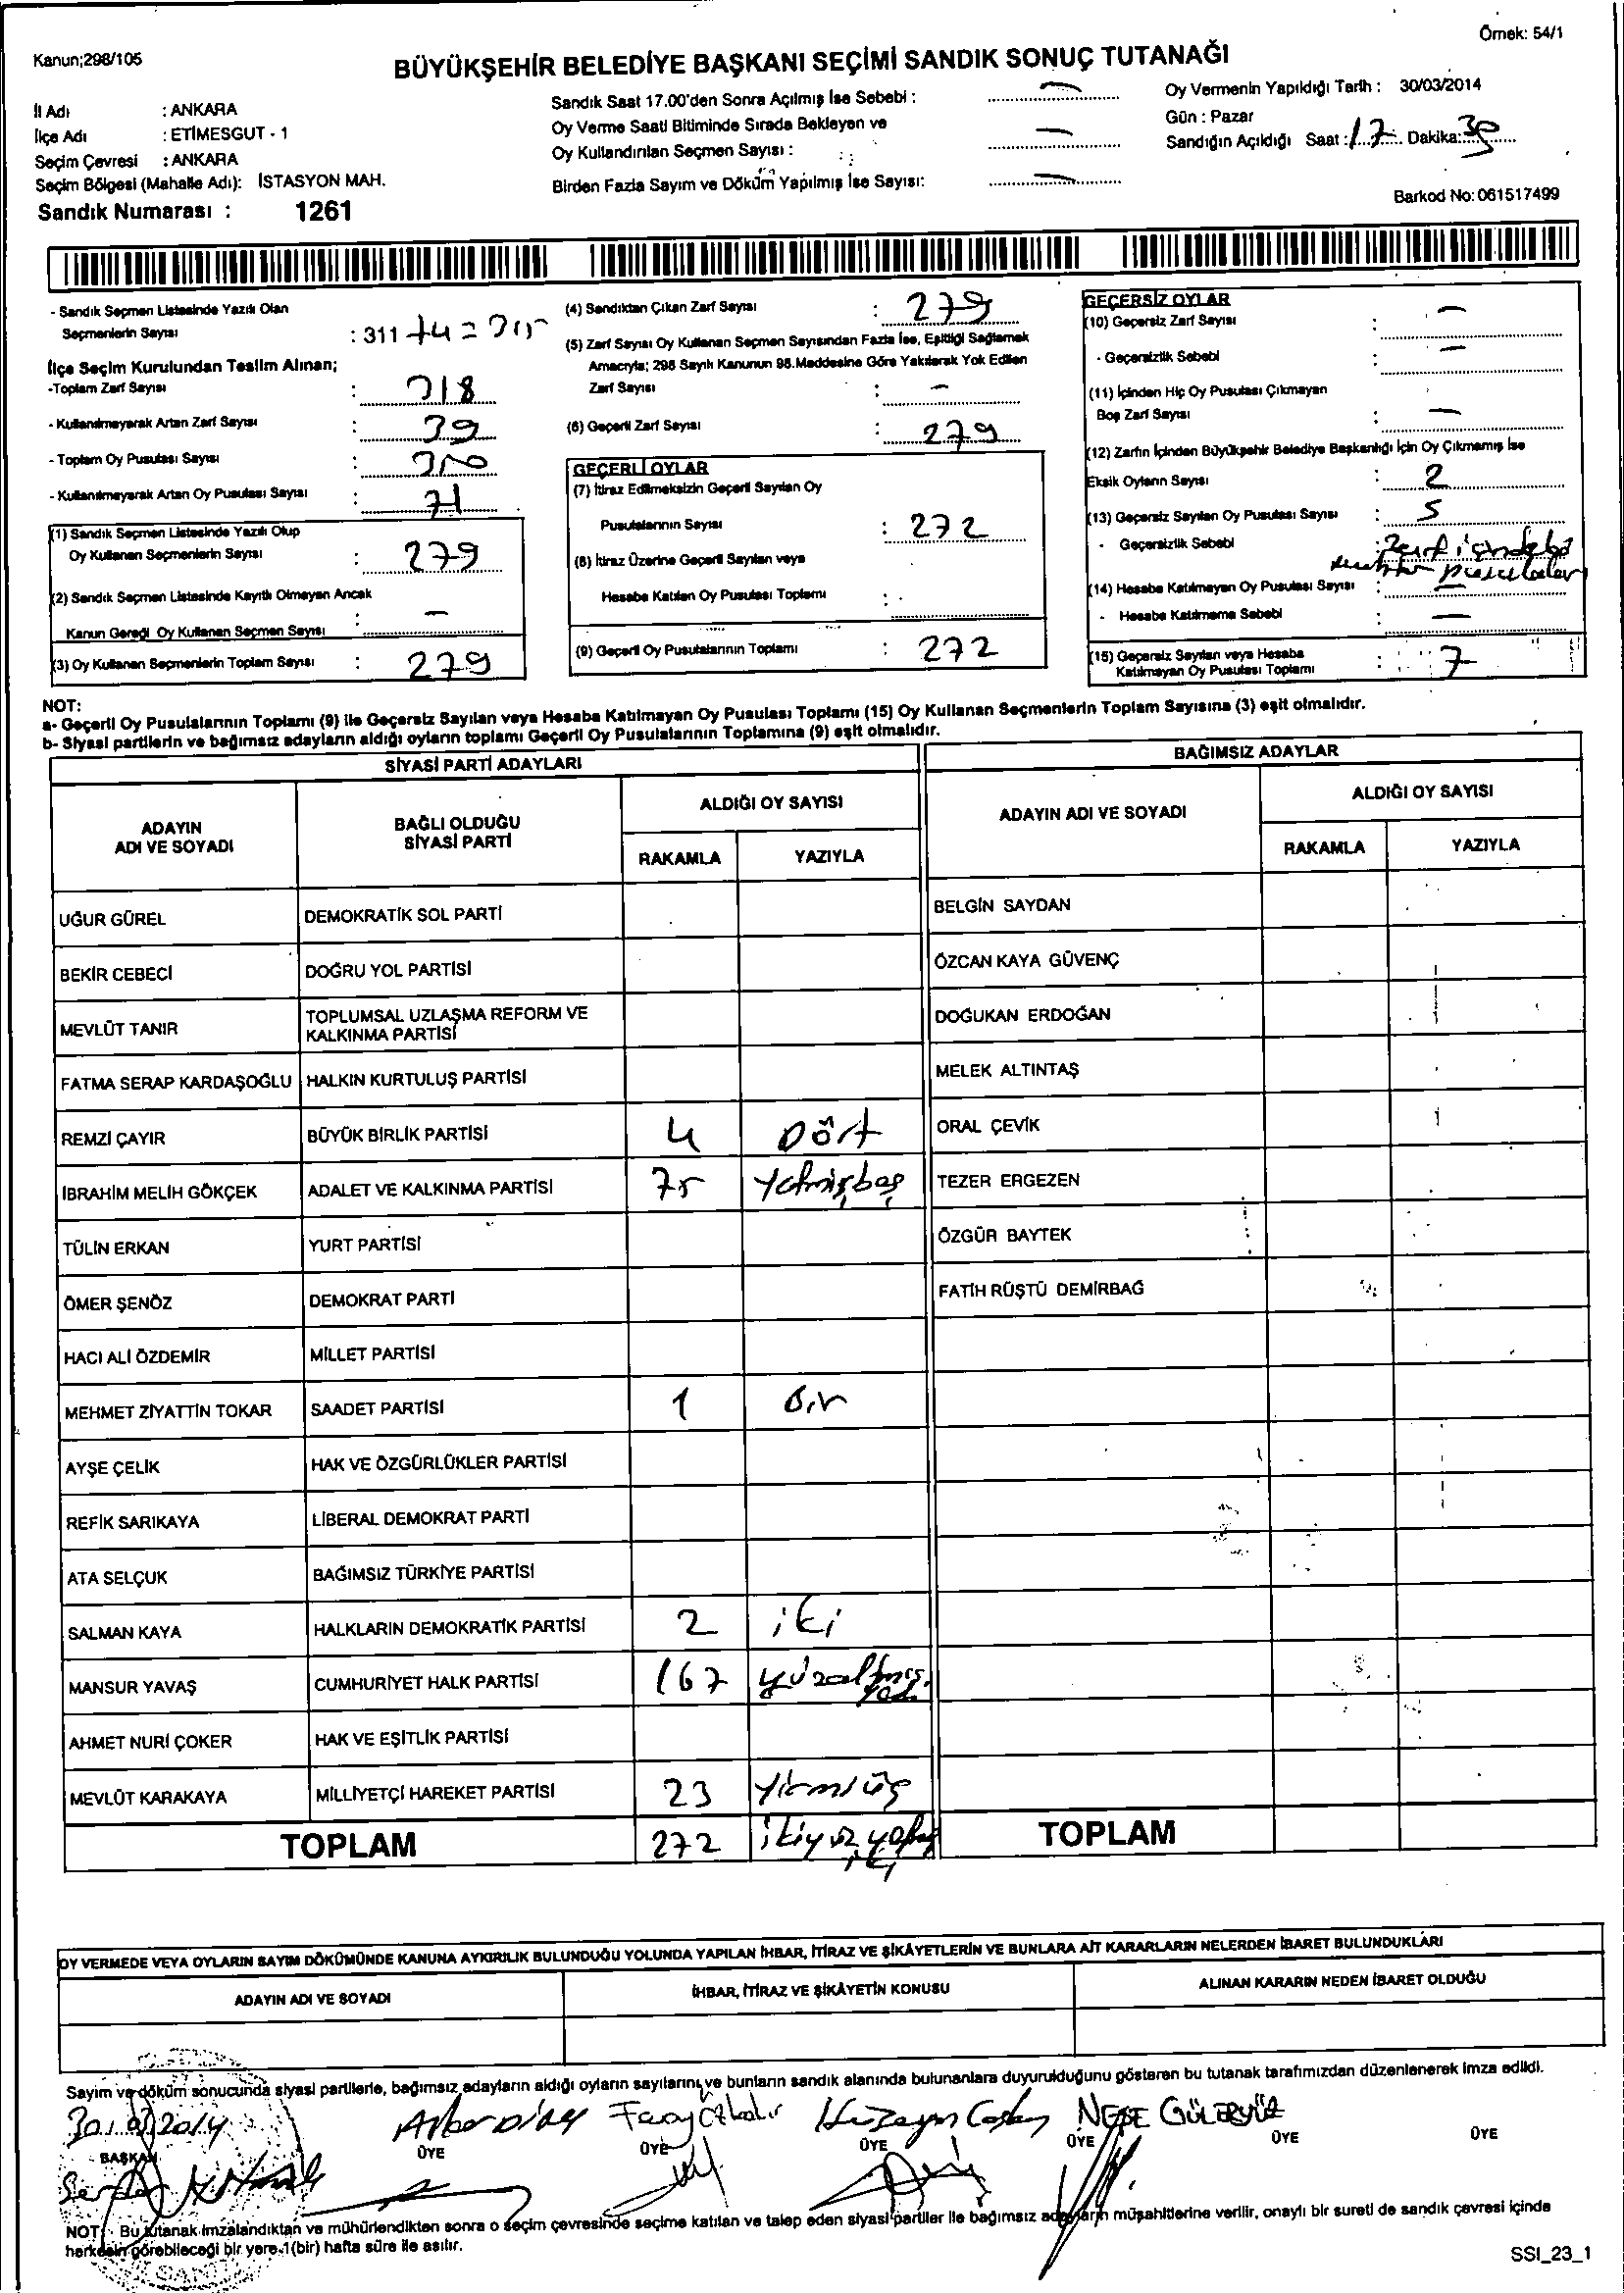 Örnek: 54/1
Kanun;298/105
BÜYÜKŞEHİR BELEDİYE BAŞKANI SEÇİMİ SANDIK SONUÇ TUTANAĞI
İl Adı : ANKARA
İlçe Adı : ETİMESGUT - 1
Seçim Çevresi : ANKARA
Seçim Bölgesi (Mahalle Adı): İSTASYON MAH.
Sandık Numarası : 1261
Sandık Saat 17.00'den Sonra Açılmış İse Sebebi : —
Oy Verme Saati Bitiminde Sırada Bekleyen ve
Oy Kullandırılan Seçmen Sayısı : —
Birden Fazla Sayım ve Döküm Yapılmış İse Sayısı: —
Oy Vermenin Yapıldığı Tarih : 30/03/2014
Gün : Pazar
Sandığın Açıldığı Saat : 17 Dakika: 30
Barkod No: 061517499
- Sandık Seçmen Listesinde Yazılı Olan
Seçmenlerin Sayısı : 311 +4 = 315
İlçe Seçim Kurulundan Teslim Alınan;
-Toplam Zarf Sayısı : 318
- Kullanılmayarak Artan Zarf Sayısı : 39
- Toplam Oy Pusulası Sayısı : 350
- Kullanılmayarak Artan Oy Pusulası Sayısı : 71
(1) Sandık Seçmen Listesinde Yazılı Olup
Oy Kullanan Seçmenlerin Sayısı : 279
(2) Sandık Seçmen Listesinde Kayıtlı Olmayan Ancak
Kanun Gereği Oy Kullanan Seçmen Sayısı : —
(3) Oy Kullanan Seçmenlerin Toplam Sayısı : 279
(4) Sandıktan Çıkan Zarf Sayısı : 279
(5) Zarf Sayısı Oy Kullanan Seçmen Sayısından Fazla İse, Eşitliği Sağlamak
Amacıyla; 298 Sayılı Kanunun 98.Maddesine Göre Yakılarak Yok Edilen
Zarf Sayısı : —
(6) Geçerli Zarf Sayısı : 279
GEÇERLİ OYLAR
(7) İtiraz Edilmeksizin Geçerli Sayılan Oy
Pusulalarının Sayısı : 272
(8) İtiraz Üzerine Geçerli Sayılan veya
Hesaba Katılan Oy Pusulası Toplamı :
(9) Geçerli Oy Pusulalarının Toplamı : 272
GEÇERSİZ OYLAR
(10) Geçersiz Zarf Sayısı : —
- Geçersizlik Sebebi : —
(11) İçinden Hiç Oy Pusulası Çıkmayan
Boş Zarf Sayısı : —
(12) Zarfın İçinden Büyükşehir Belediye Başkanlığı İçin Oy Çıkmamış İse
Eksik Oyların Sayısı : 2
(13) Geçersiz Sayılan Oy Pusulası Sayısı : 5
- Geçersizlik Sebebi : Zarf içinde
muhtar pusulaları
(14) Hesaba Katılmayan Oy Pusulası Sayısı : —
- Hesaba Katılmama Sebebi : —
(15) Geçersiz Sayılan veya Hesaba
Katılmayan Oy Pusulası Toplamı : 7
NOT:
a- Geçerli Oy Pusulalarının Toplamı (9) ile Geçersiz Sayılan veya Hesaba Katılmayan Oy Pusulası Toplamı (15) Oy Kullanan Seçmenlerin Toplam Sayısına (3) eşit olmalıdır.
b- Siyasi partilerin ve bağımsız adayların aldığı oyların toplamı Geçerli Oy Pusulalarının Toplamına (9) eşit olmalıdır.
SİYASİ PARTİ ADAYLARI
ADAYIN
ADI VE SOYADI
BAĞLI OLDUĞU
SİYASİ PARTİ
ALDIĞI OY SAYISI
RAKAMLA YAZIYLA
UĞUR GÜREL DEMOKRATİK SOL PARTİ
BEKİR CEBECİ DOĞRU YOL PARTİSİ
MEVLÜT TANIR TOPLUMSAL UZLAŞMA REFORM VE
KALKINMA PARTİSİ
FATMA SERAP KARDAŞOĞLU HALKIN KURTULUŞ PARTİSİ
REMZİ ÇAYIR BÜYÜK BİRLİK PARTİSİ 4 Dört
İBRAHİM MELİH GÖKÇEK ADALET VE KALKINMA PARTİSİ 75 Yetmişbeş
TÜLİN ERKAN YURT PARTİSİ
ÖMER ŞENÖZ DEMOKRAT PARTİ
HACI ALİ ÖZDEMİR MİLLET PARTİSİ
MEHMET ZİYATTİN TOKAR SAADET PARTİSİ 1 Bir
AYŞE ÇELİK HAK VE ÖZGÜRLÜKLER PARTİSİ
REFİK SARIKAYA LİBERAL DEMOKRAT PARTİ
ATA SELÇUK BAĞIMSIZ TÜRKİYE PARTİSİ
SALMAN KAYA HALKLARIN DEMOKRATİK PARTİSİ 2 iki
MANSUR YAVAŞ CUMHURİYET HALK PARTİSİ 167 yüzaltmış
yedi
AHMET NURİ ÇOKER HAK VE EŞİTLİK PARTİSİ
MEVLÜT KARAKAYA MİLLİYETÇİ HAREKET PARTİSİ 23 Yirmiüç
TOPLAM 272 ikiyüz yetmiş
iki
BAĞIMSIZ ADAYLAR
ADAYIN ADI VE SOYADI
ALDIĞI OY SAYISI
RAKAMLA YAZIYLA
BELGİN SAYDAN
ÖZCAN KAYA GÜVENÇ
DOĞUKAN ERDOĞAN
MELEK ALTINTAŞ
ORAL ÇEVİK
TEZER ERGEZEN
ÖZGÜR BAYTEK
FATİH RÜŞTÜ DEMİRBAĞ
TOPLAM
OY VERMEDE VEYA OYLARIN SAYIM DÖKÜMÜNDE KANUNA AYKIRILIK BULUNDUĞU YOLUNDA YAPILAN İHBAR, İTİRAZ VE ŞİKÂYETLERİN VE BUNLARA AİT KARARLARIN NELERDEN İBARET BULUNDUKLARI
ADAYIN ADI VE SOYADI İHBAR, İTİRAZ VE ŞİKÂYETİN KONUSU ALINAN KARARIN NEDEN İBARET OLDUĞU
Sayım ve döküm sonucunda siyasi partilerle, bağımsız adayların aldığı oyların sayılarını ve bunların sandık alanında bulunanlara duyurulduğunu gösteren bu tutanak tarafımızdan düzenlenerek imza edildi.
30/03/2014 NEŞE GÜLERYÜZ
BAŞKAN ÜYE ÜYE ÜYE ÜYE ÜYE ÜYE
NOT: Bu tutanak imzalandıktan ve mühürlendikten sonra o seçim çevresinde seçime katılan ve talep eden siyasi partiler ile bağımsız adayların müşahitlerine verilir, onaylı bir sureti de sandık çevresi içinde
herkesin görebileceği bir yere 1(bir) hafta süre ile asılır.
SSI_23_1